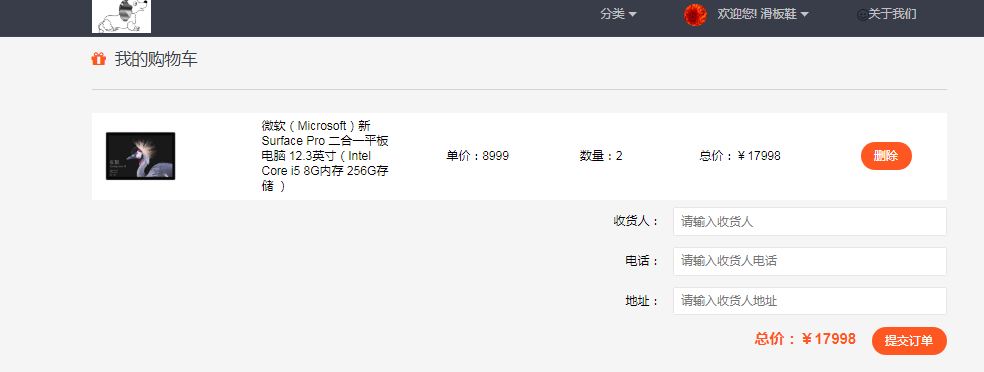 分类
欢迎您! 滑板鞋
关于我们
我的购物车
微软（Microsoft）新
Surface Pro 二合一平板
电脑 12.3英寸（Intel
Core i5 8G内存 256G存
储 ）
单价：8999
数量：2
总价：￥17998
删除
收货人：
请输入收货人
电话：
请输入收货人电话
地址：
请输入收货人地址
总价：￥17998
提交订单